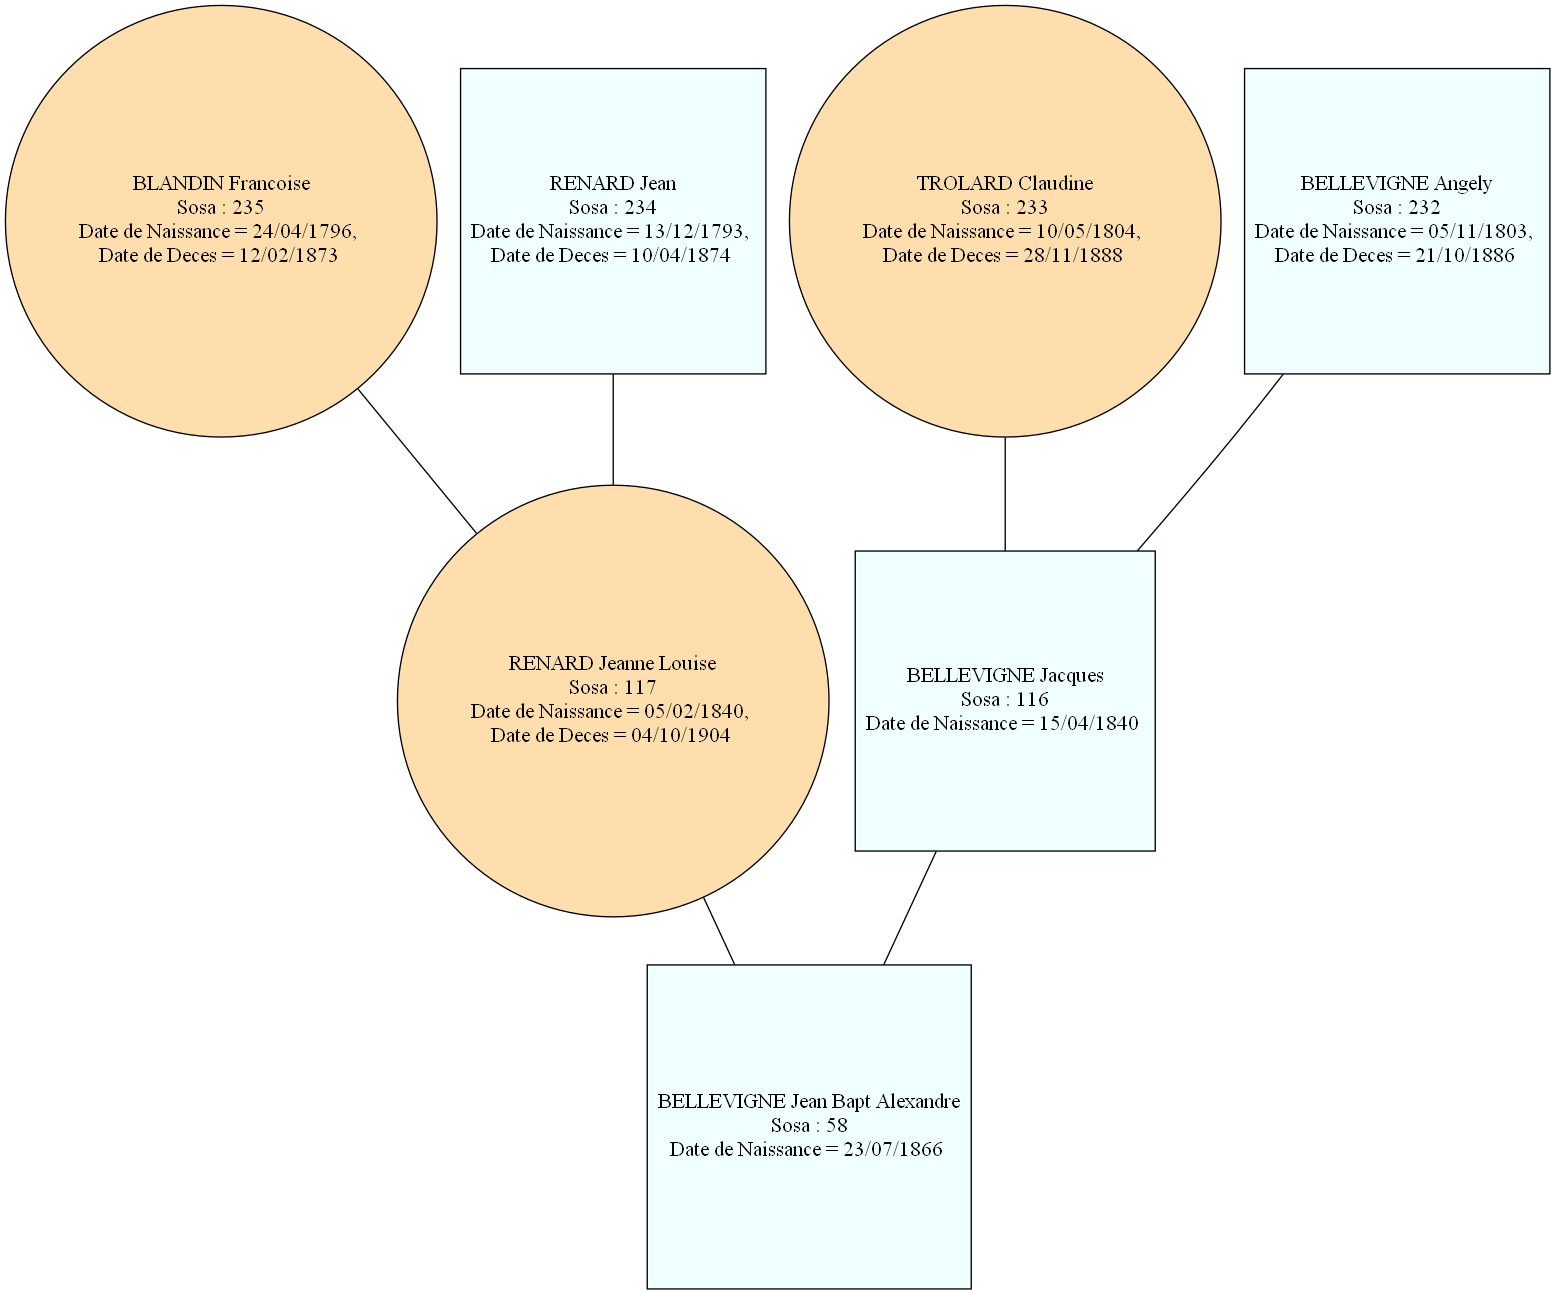 BLANDIN Francoise
Sosa : 235
Date de Naissance = 24/04/1796,
Date de Deces = 12/02/1873
RENARD Jean
Sosa : 234
Date de Naissance = 13/12/1793,
Date de Deces = 10/04/1874
TROLARD Claudine
Sosa : 233
Date de Naissance = 10/05/1804,
Date de Deces = 28/11/1888
BELLEVIGNE Angely
Sosa : 232
Date de Naissance = 05/11/1803,
Date de Deces = 21/10/1886
RENARD Jeanne Louise
Sosa : 117
Date de Naissance = 05/02/1840,
Date de Deces = 04/10/1904
BELLEVIGNE Jacques
Sosa : 116
Date de Naissance = 15/04/1840
BELLEVIGNE Jean Bapt Alexandre
Sosa : 58
Date de Naissance = 23/07/1866